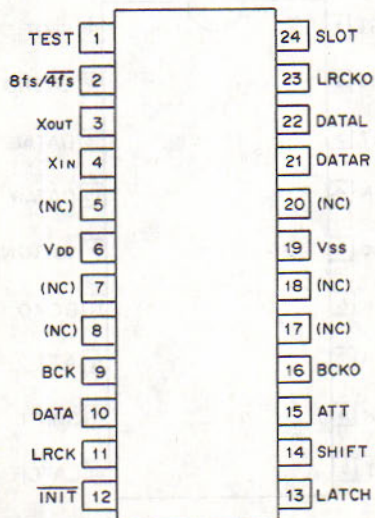 TEST 1 24 SLOT
8fs/4fs 2 23 LRCKO
XOUT 3 22 DATAL
XIN 4 21 DATAR
(NC) 5 20 (NC)
VDD 6 19 VSS
(NC) 7 18 (NC)
(NC) 8 17 (NC)
BCK 9 16 BCKO
DATA 10 15 ATT
LRCK 11 14 SHIFT
INIT 12 13 LATCH